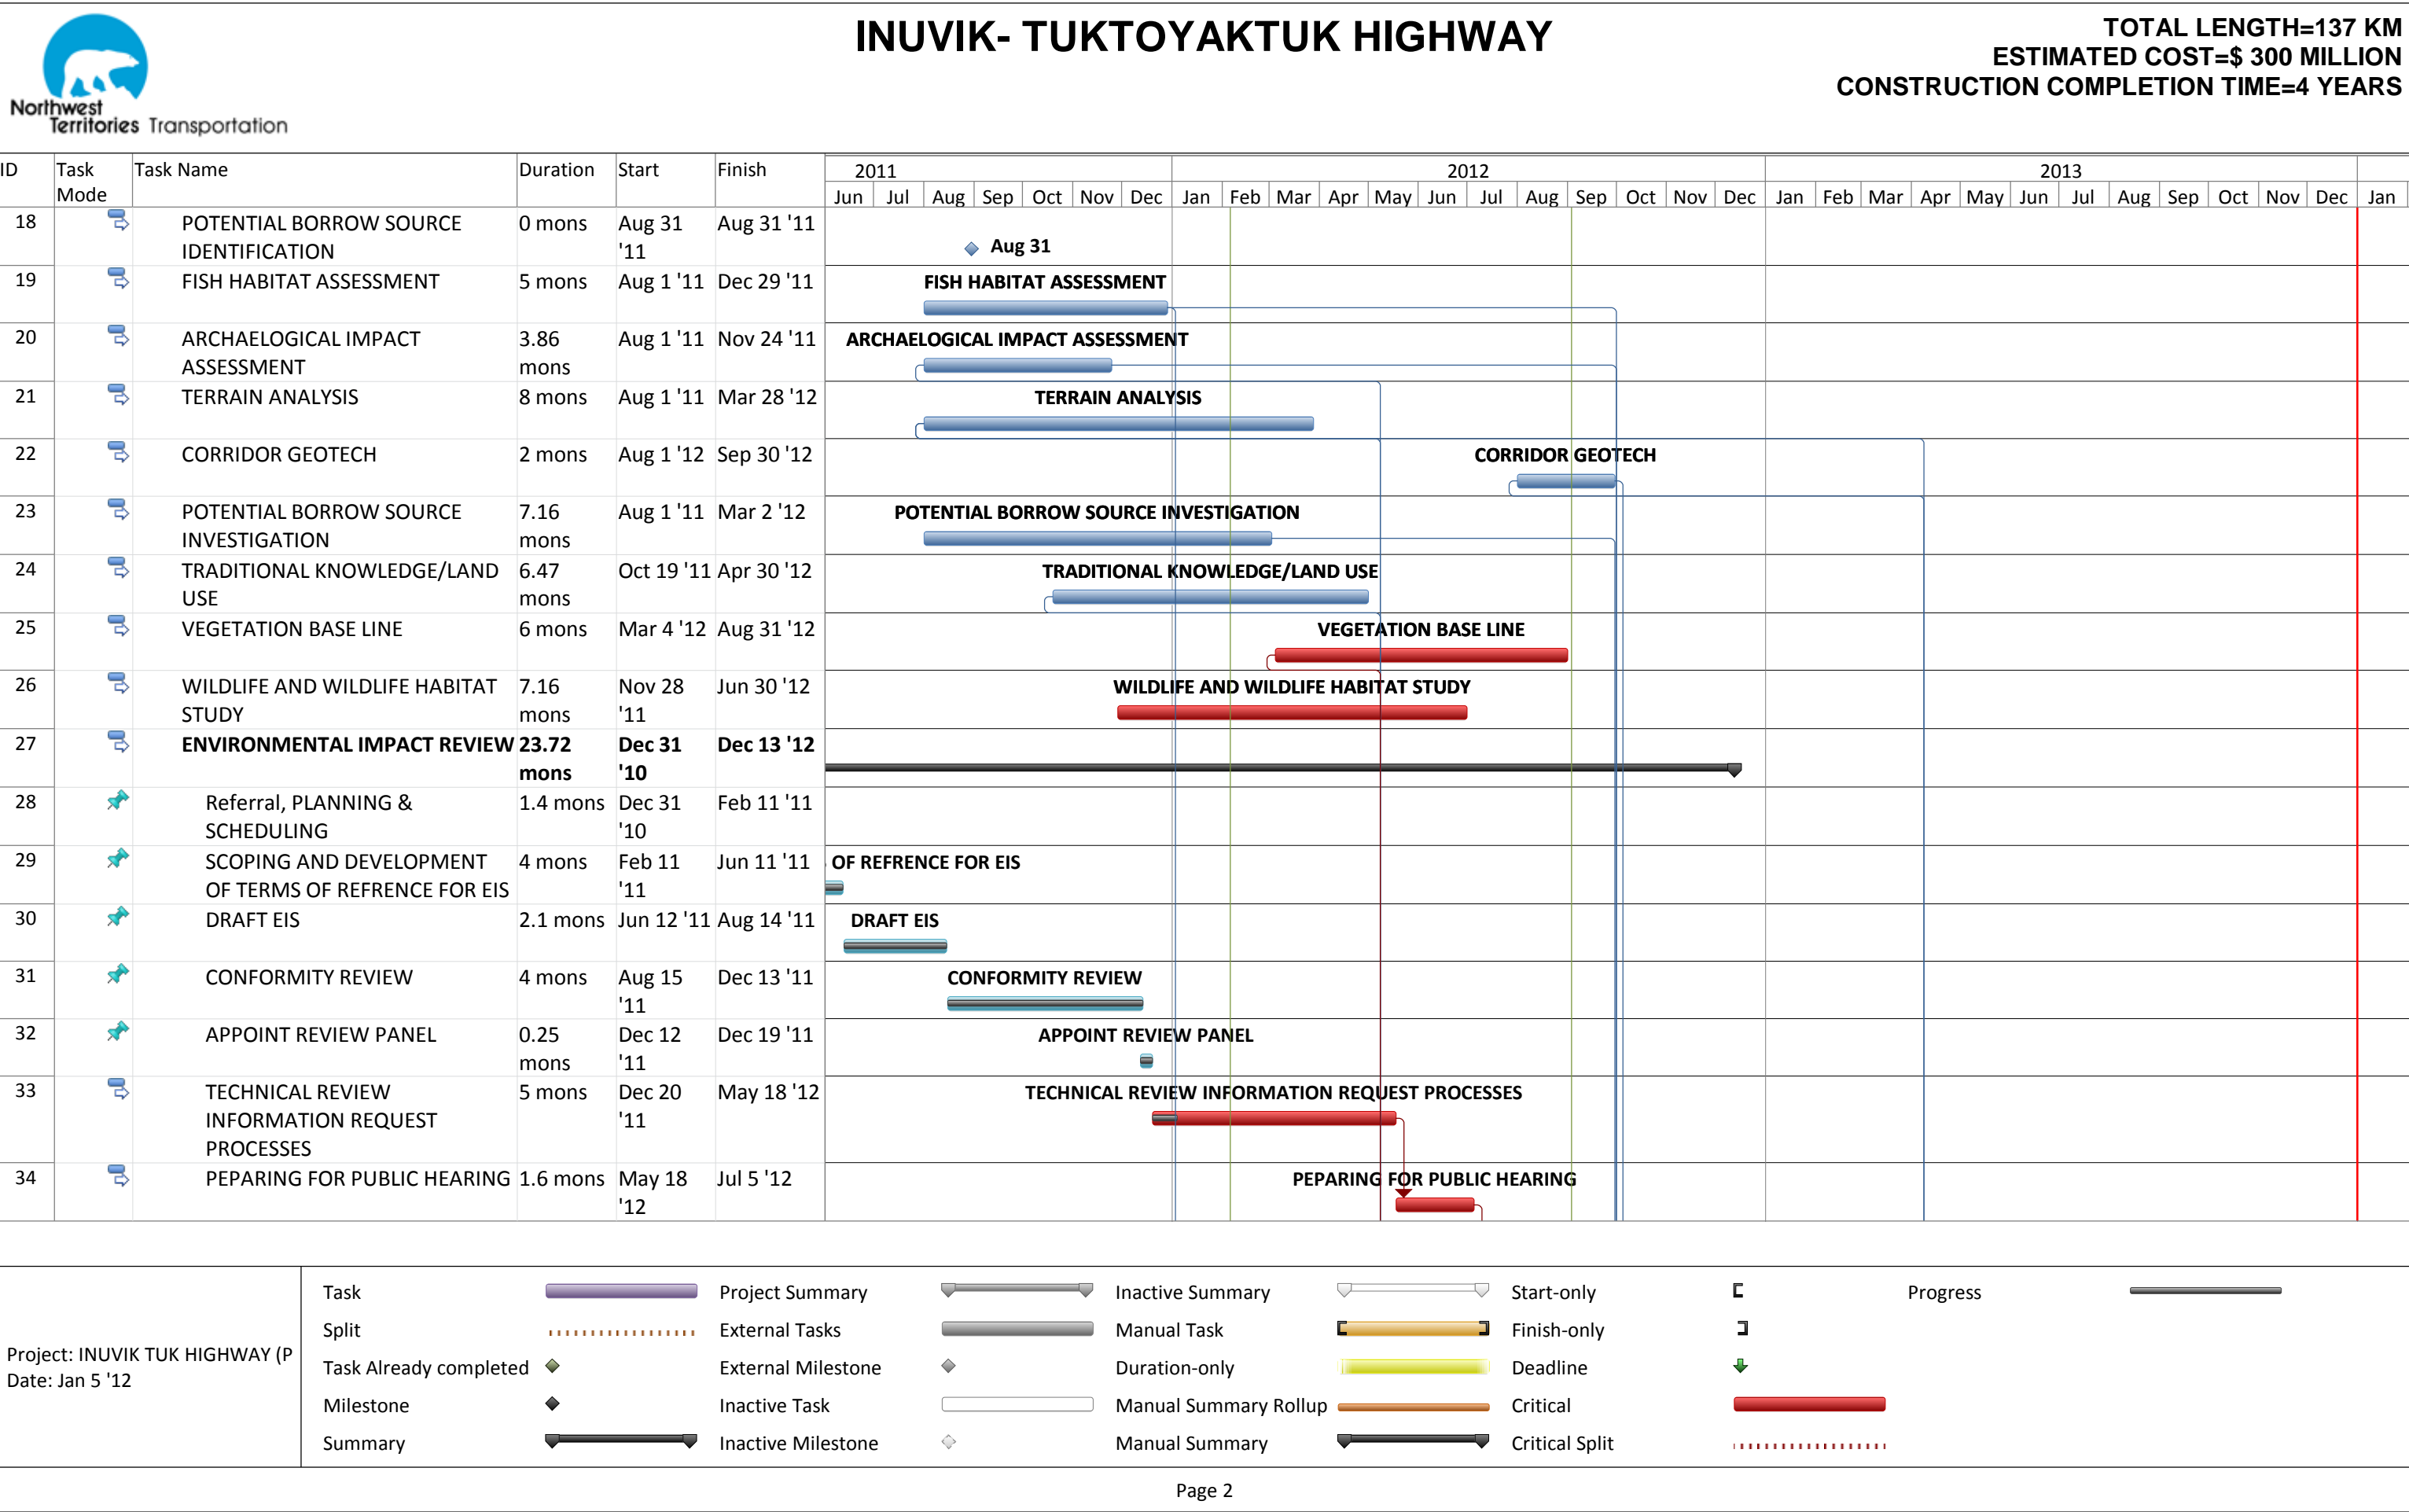 INUVIK- TUKTOYAKTUK HIGHWAY
TOTAL LENGTH=137 KM
ESTIMATED COST=$ 300 MILLION
CONSTRUCTION COMPLETION TIME=4 YEARS
Northwest
Territories Transportation
ID Task Mode Task Name Duration Start Finish
2011 2012 2013
Jun Jul Aug Sep Oct Nov Dec Jan Feb Mar Apr May Jun Jul Aug Sep Oct Nov Dec Jan Feb Mar Apr May Jun Jul Aug Sep Oct Nov Dec Jan
18 POTENTIAL BORROW SOURCE 0 mons Aug 31 Aug 31 '11
IDENTIFICATION '11
Aug 31
19 FISH HABITAT ASSESSMENT 5 mons Aug 1 '11 Dec 29 '11
FISH HABITAT ASSESSMENT
20 ARCHAELOGICAL IMPACT 3.86 Aug 1 '11 Nov 24 '11
ASSESSMENT mons
ARCHAELOGICAL IMPACT ASSESSMENT
21 TERRAIN ANALYSIS 8 mons Aug 1 '11 Mar 28 '12
TERRAIN ANALYSIS
22 CORRIDOR GEOTECH 2 mons Aug 1 '12 Sep 30 '12
CORRIDOR GEOTECH
23 POTENTIAL BORROW SOURCE 7.16 Aug 1 '11 Mar 2 '12
INVESTIGATION mons
POTENTIAL BORROW SOURCE INVESTIGATION
24 TRADITIONAL KNOWLEDGE/LAND 6.47 Oct 19 '11 Apr 30 '12
USE mons
TRADITIONAL KNOWLEDGE/LAND USE
25 VEGETATION BASE LINE 6 mons Mar 4 '12 Aug 31 '12
VEGETATION BASE LINE
26 WILDLIFE AND WILDLIFE HABITAT 7.16 Nov 28 Jun 30 '12
STUDY mons '11
WILDLIFE AND WILDLIFE HABITAT STUDY
27 ENVIRONMENTAL IMPACT REVIEW 23.72 Dec 31 Dec 13 '12
mons '10
28 Referral, PLANNING & 1.4 mons Dec 31 Feb 11 '11
SCHEDULING '10
29 SCOPING AND DEVELOPMENT 4 mons Feb 11 Jun 11 '11
OF TERMS OF REFRENCE FOR EIS '11
OF REFRENCE FOR EIS
30 DRAFT EIS 2.1 mons Jun 12 '11 Aug 14 '11
DRAFT EIS
31 CONFORMITY REVIEW 4 mons Aug 15 Dec 13 '11
'11
CONFORMITY REVIEW
32 APPOINT REVIEW PANEL 0.25 Dec 12 Dec 19 '11
mons '11
APPOINT REVIEW PANEL
33 TECHNICAL REVIEW 5 mons Dec 20 May 18 '12
INFORMATION REQUEST '11
PROCESSES
TECHNICAL REVIEW INFORMATION REQUEST PROCESSES
34 PEPARING FOR PUBLIC HEARING 1.6 mons May 18 Jul 5 '12
'12
PEPARING FOR PUBLIC HEARING
Project: INUVIK TUK HIGHWAY (P
Date: Jan 5 '12
Task Project Summary Inactive Summary Start-only Progress
Split External Tasks Manual Task Finish-only
Task Already completed External Milestone Duration-only Deadline
Milestone Inactive Task Manual Summary Rollup Critical
Summary Inactive Milestone Manual Summary Critical Split
Page 2